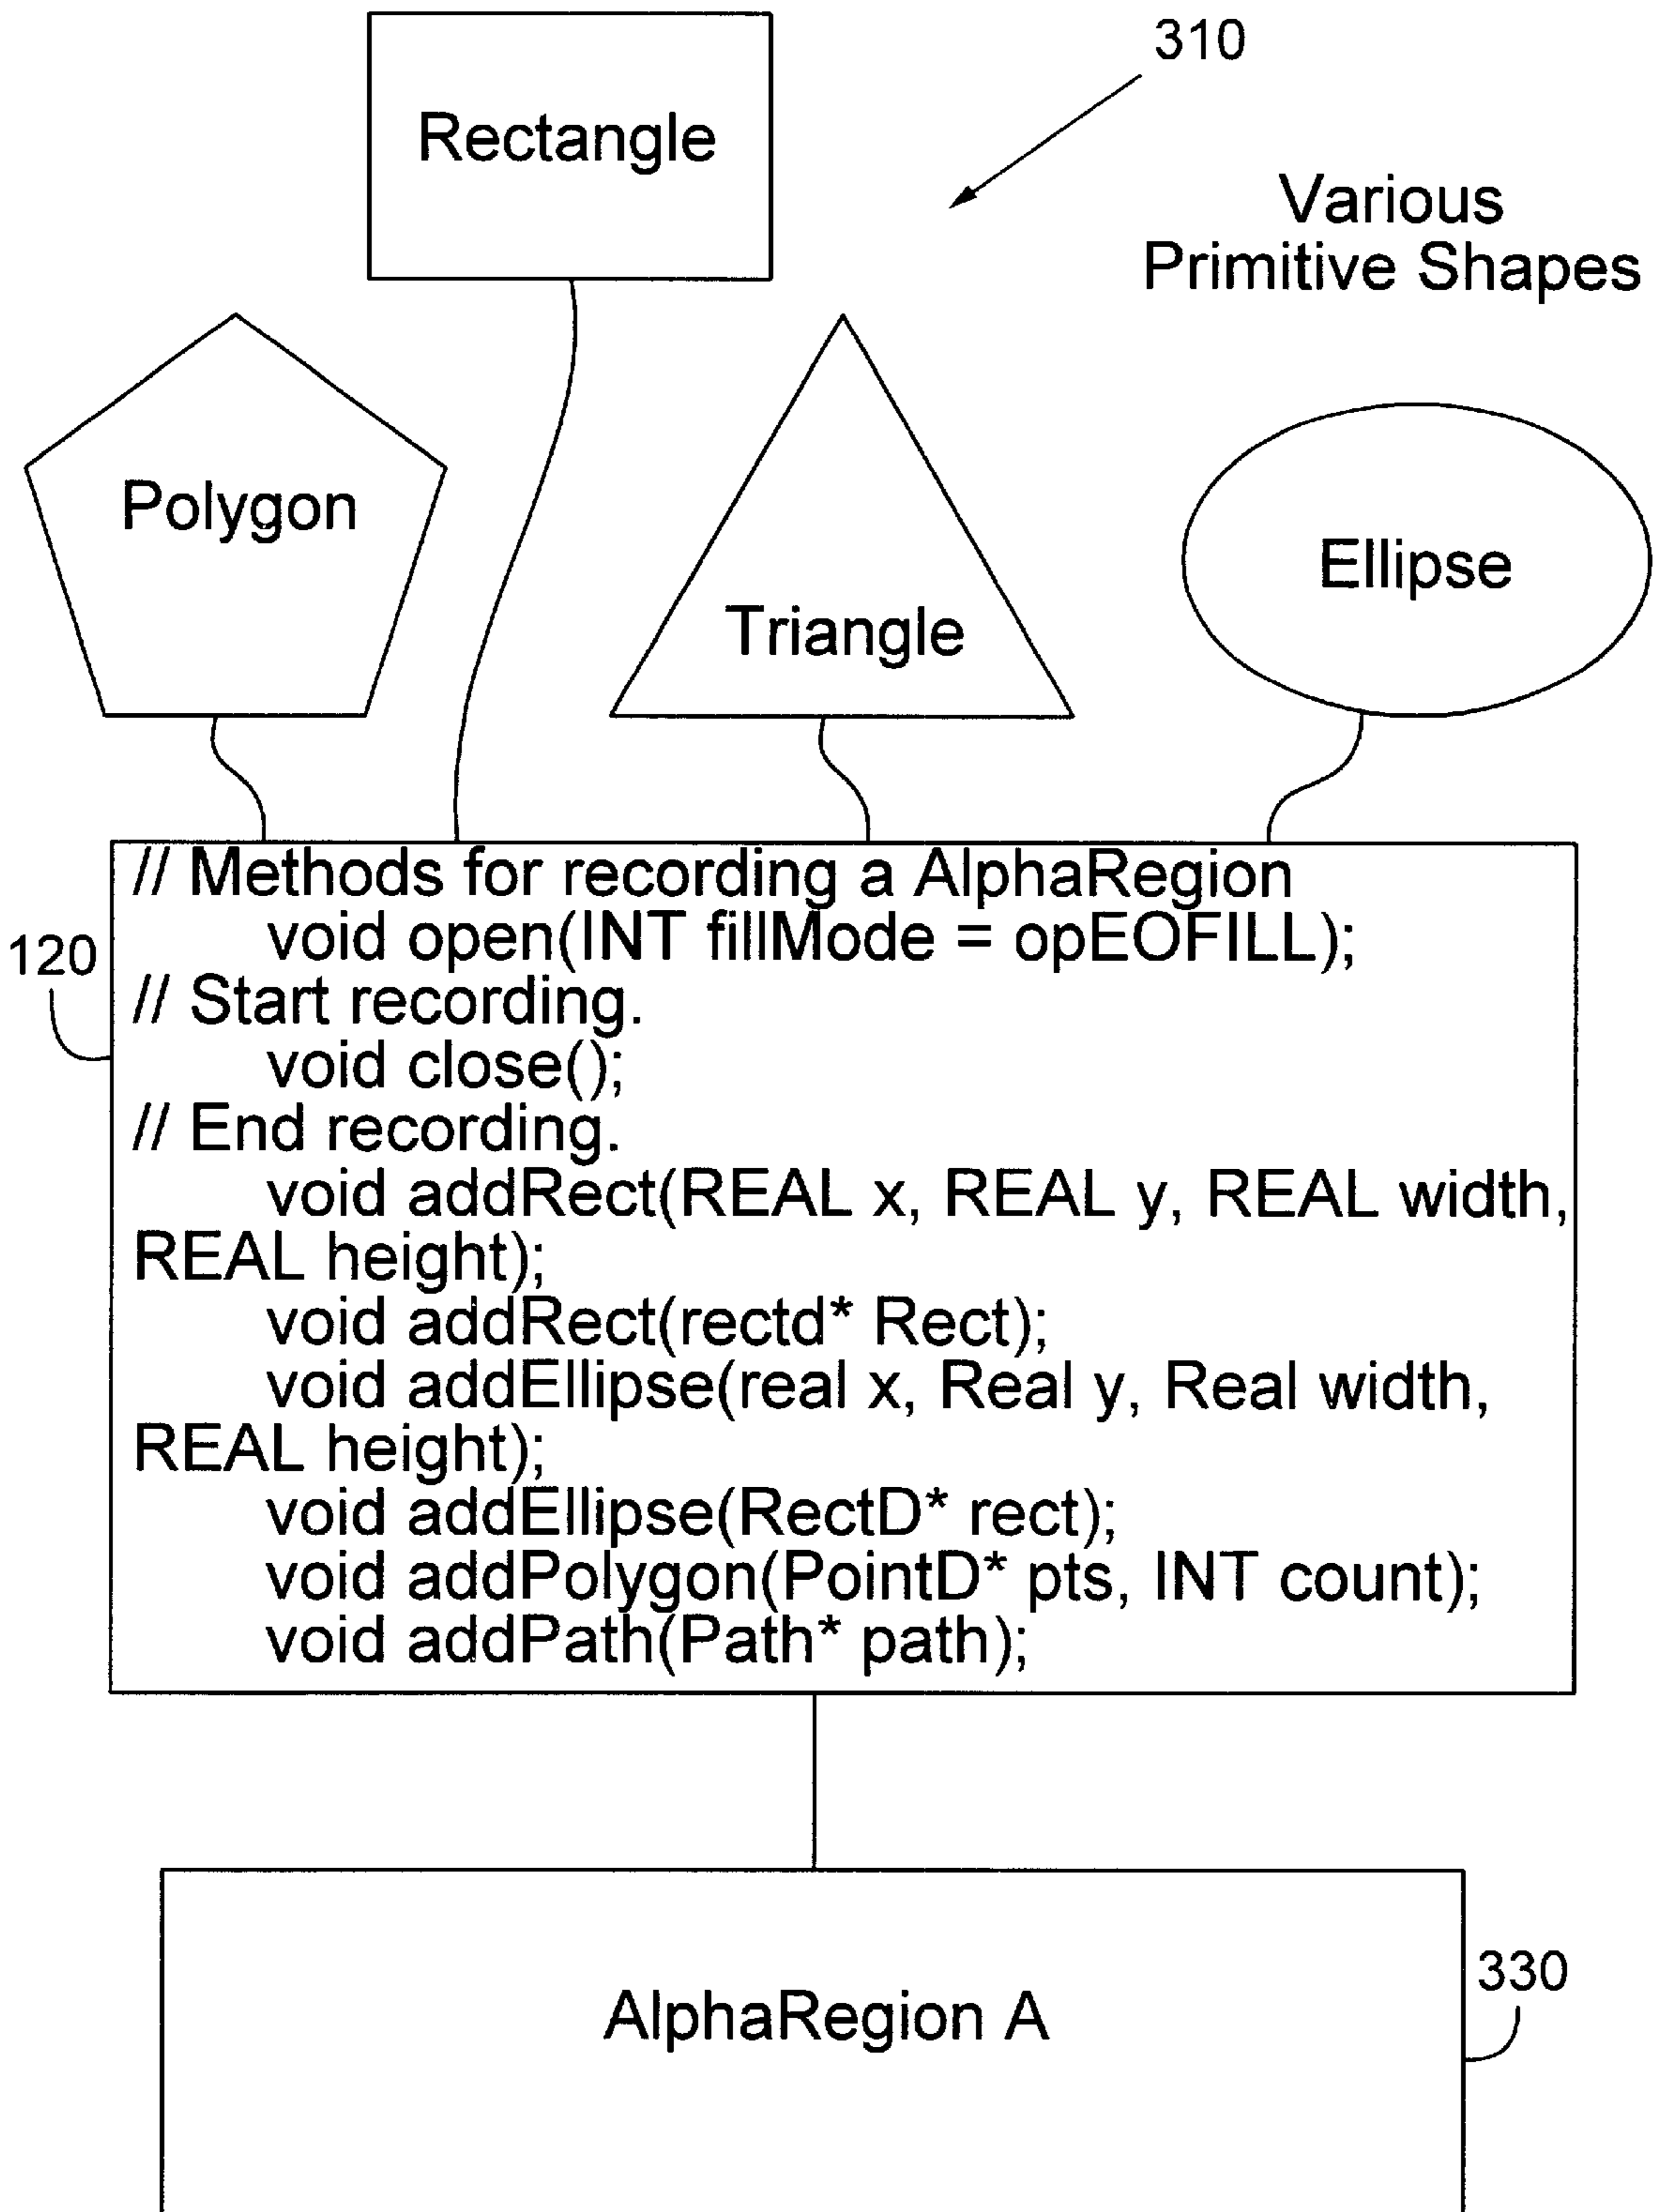 310
Rectangle
Various
Primitive Shapes
Polygon
Ellipse
Triangle
// Methods for recording a AlphaRegion
void open(INT fillMode = opEOFILL);
120
// Start recording.
void close();
// End recording.
void addRect(REAL x, REAL y, REAL width,
REAL height);
void addRect(rectd* Rect);
void addEllipse(real x, Real y, Real width,
REAL height);
void addEllipse(RectD* rect);
void addPolygon(PointD* pts, INT count);
void addPath(Path* path);
330
AlphaRegion A